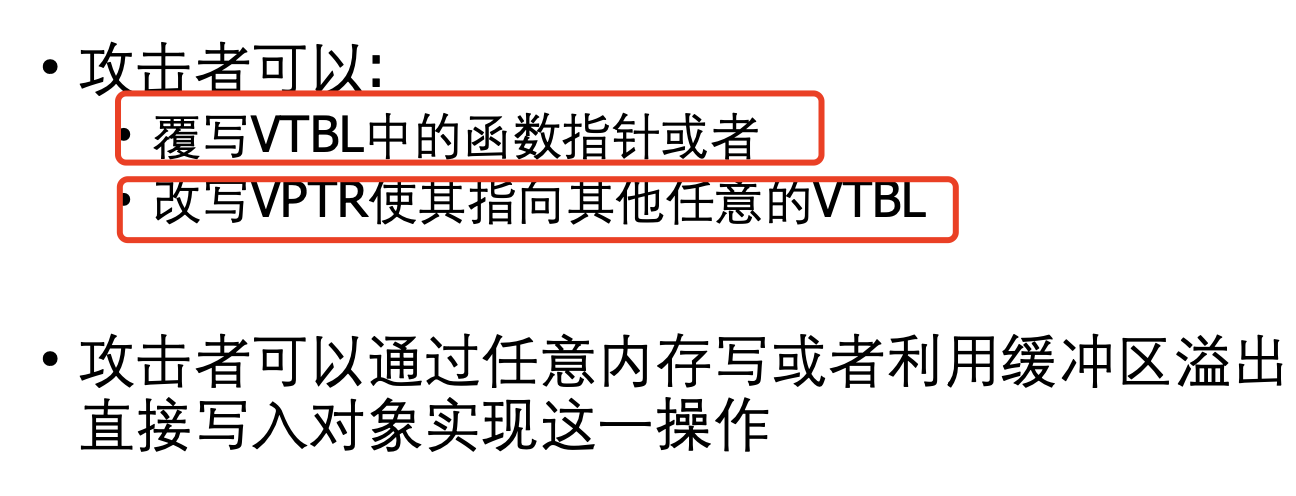 • 攻击者可以:
• 覆写VTBL中的函数指针或者
• 改写VPTR使其指向其他任意的VTBL
• 攻击者可以通过任意内存写或者利用缓冲区溢出
直接写入对象实现这一操作